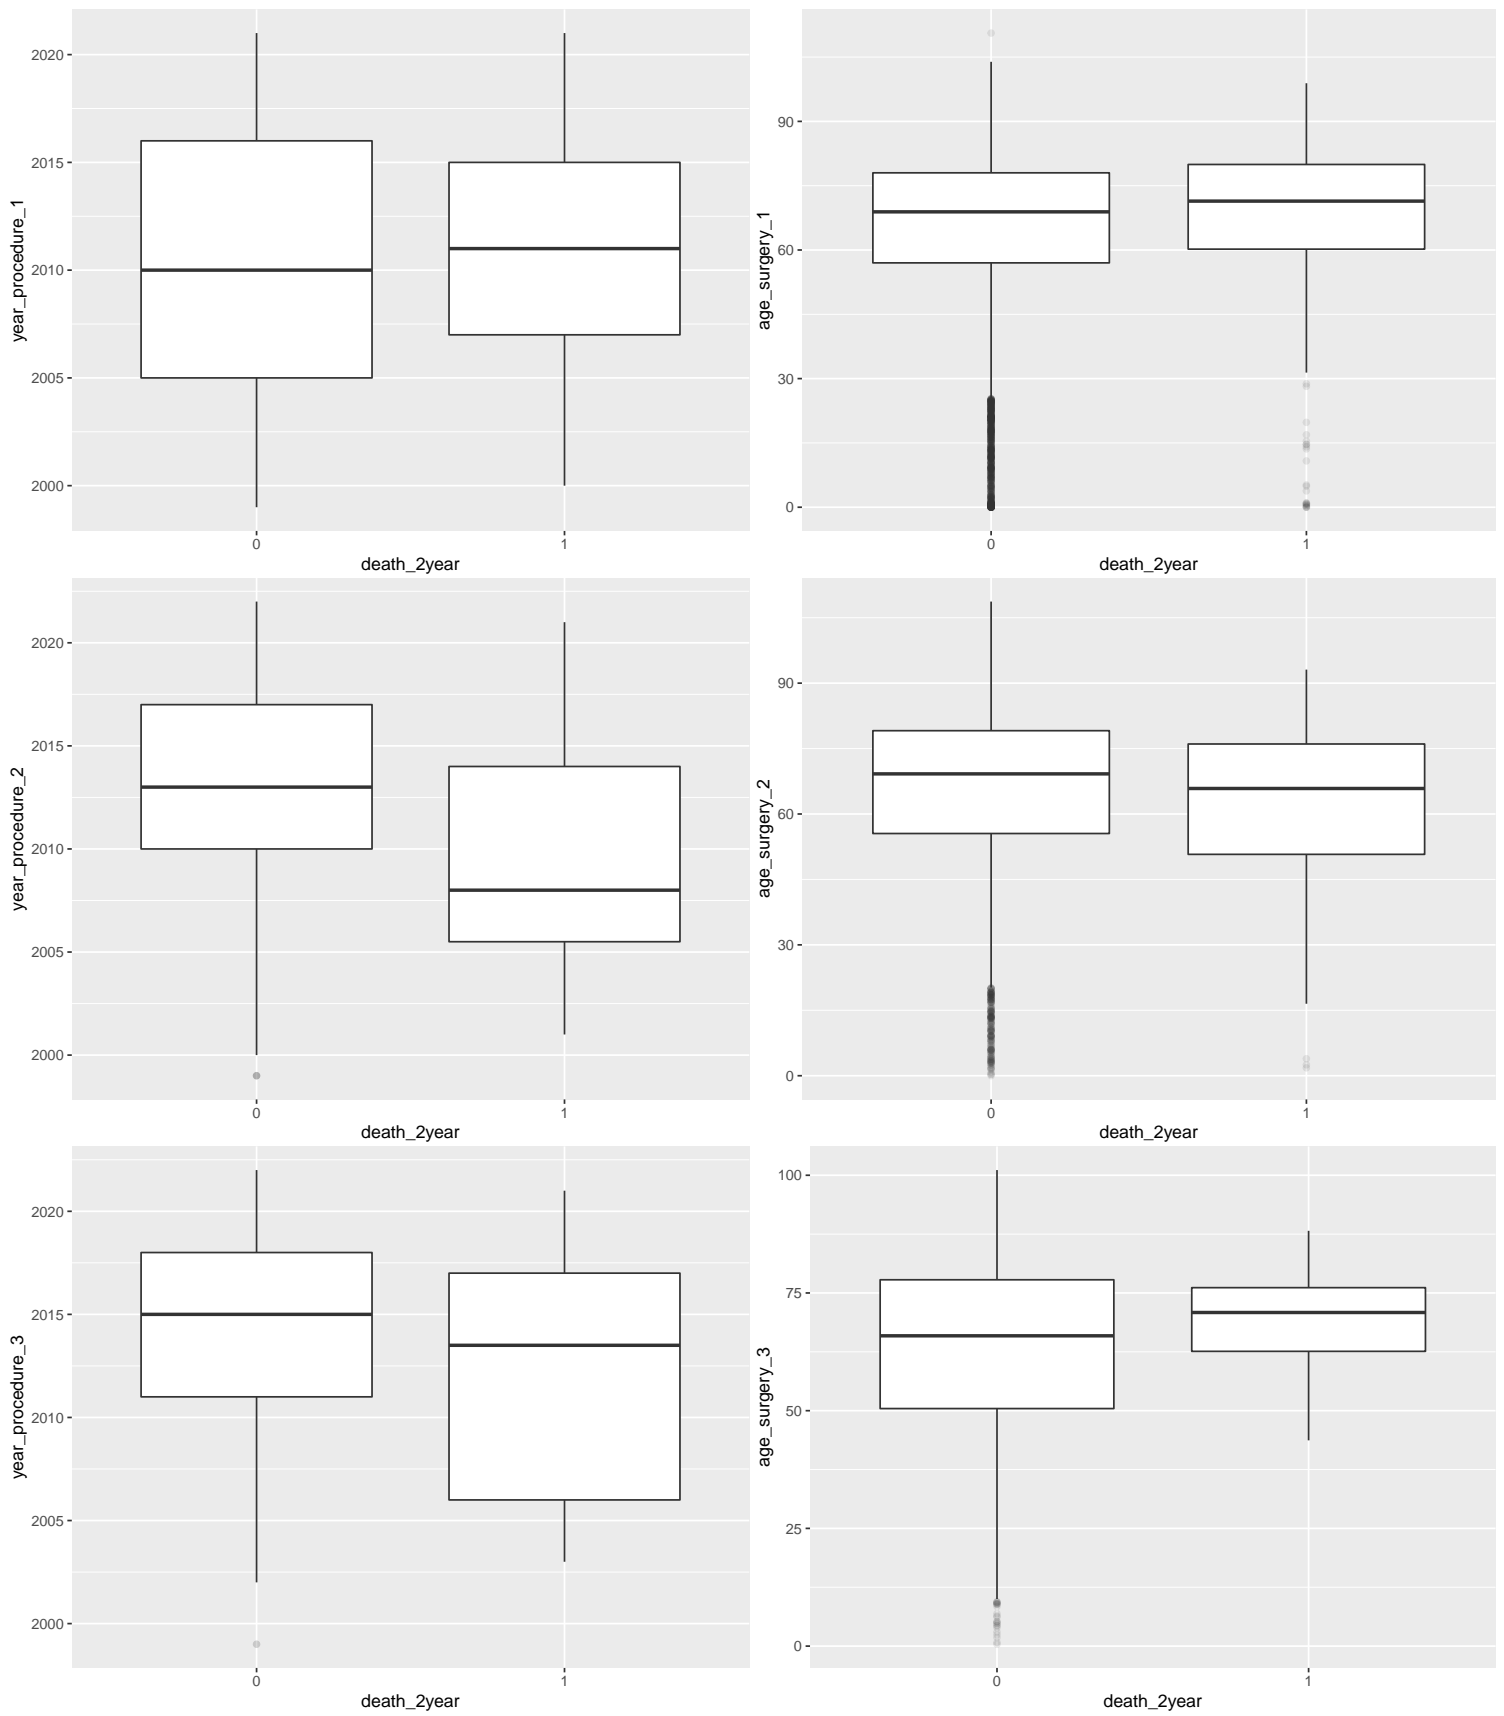 year_procedure_1
2020
2015
2010
2005
2000
0 1
death_2year
age_surgery_1
90
60
30
0
0 1
death_2year
year_procedure_2
2020
2015
2010
2005
2000
0 1
death_2year
age_surgery_2
90
60
30
0
0 1
death_2year
year_procedure_3
2020
2015
2010
2005
2000
0 1
death_2year
age_surgery_3
100
75
50
25
0
0 1
death_2year